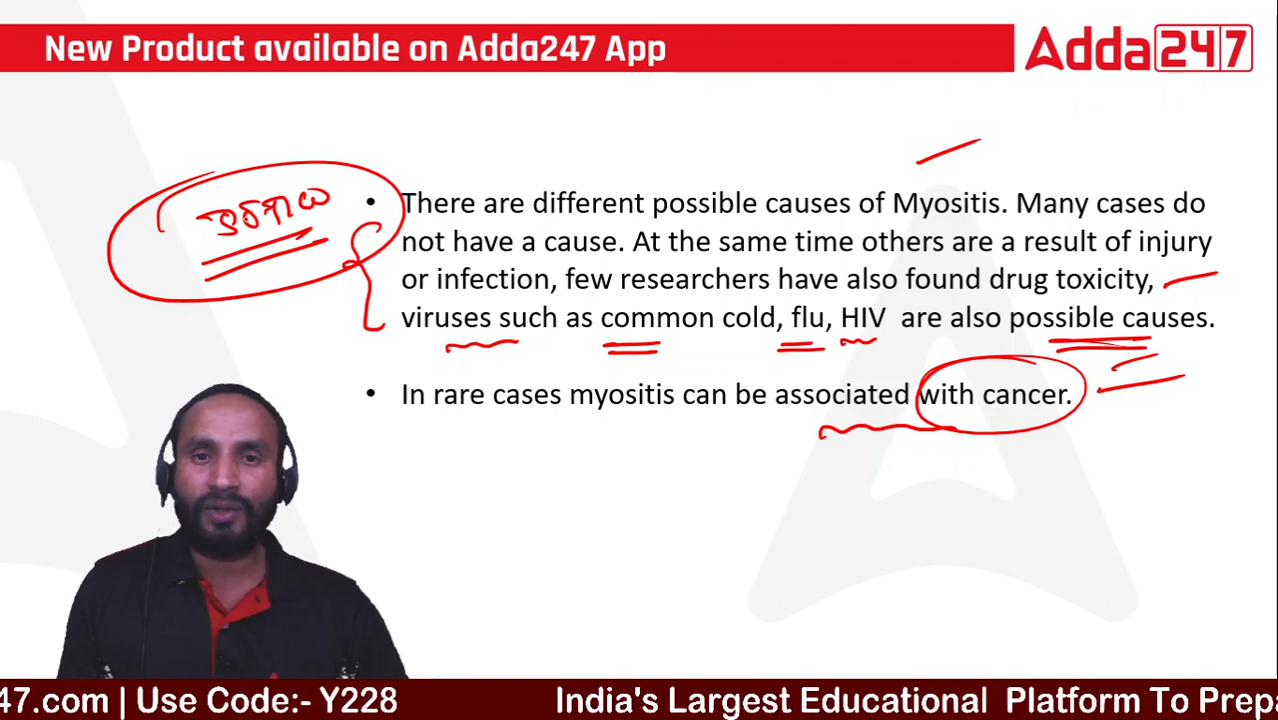 New Product available on Adda247 App
Adda247
• There are different possible causes of Myositis. Many cases do
not have a cause. At the same time others are a result of injury
or infection, few researchers have also found drug toxicity,
viruses such as common cold, flu, HIV are also possible causes.
• In rare cases myositis can be associated with cancer.
47.com | Use Code:- Y228
India's Largest Educational Platform To Prepa